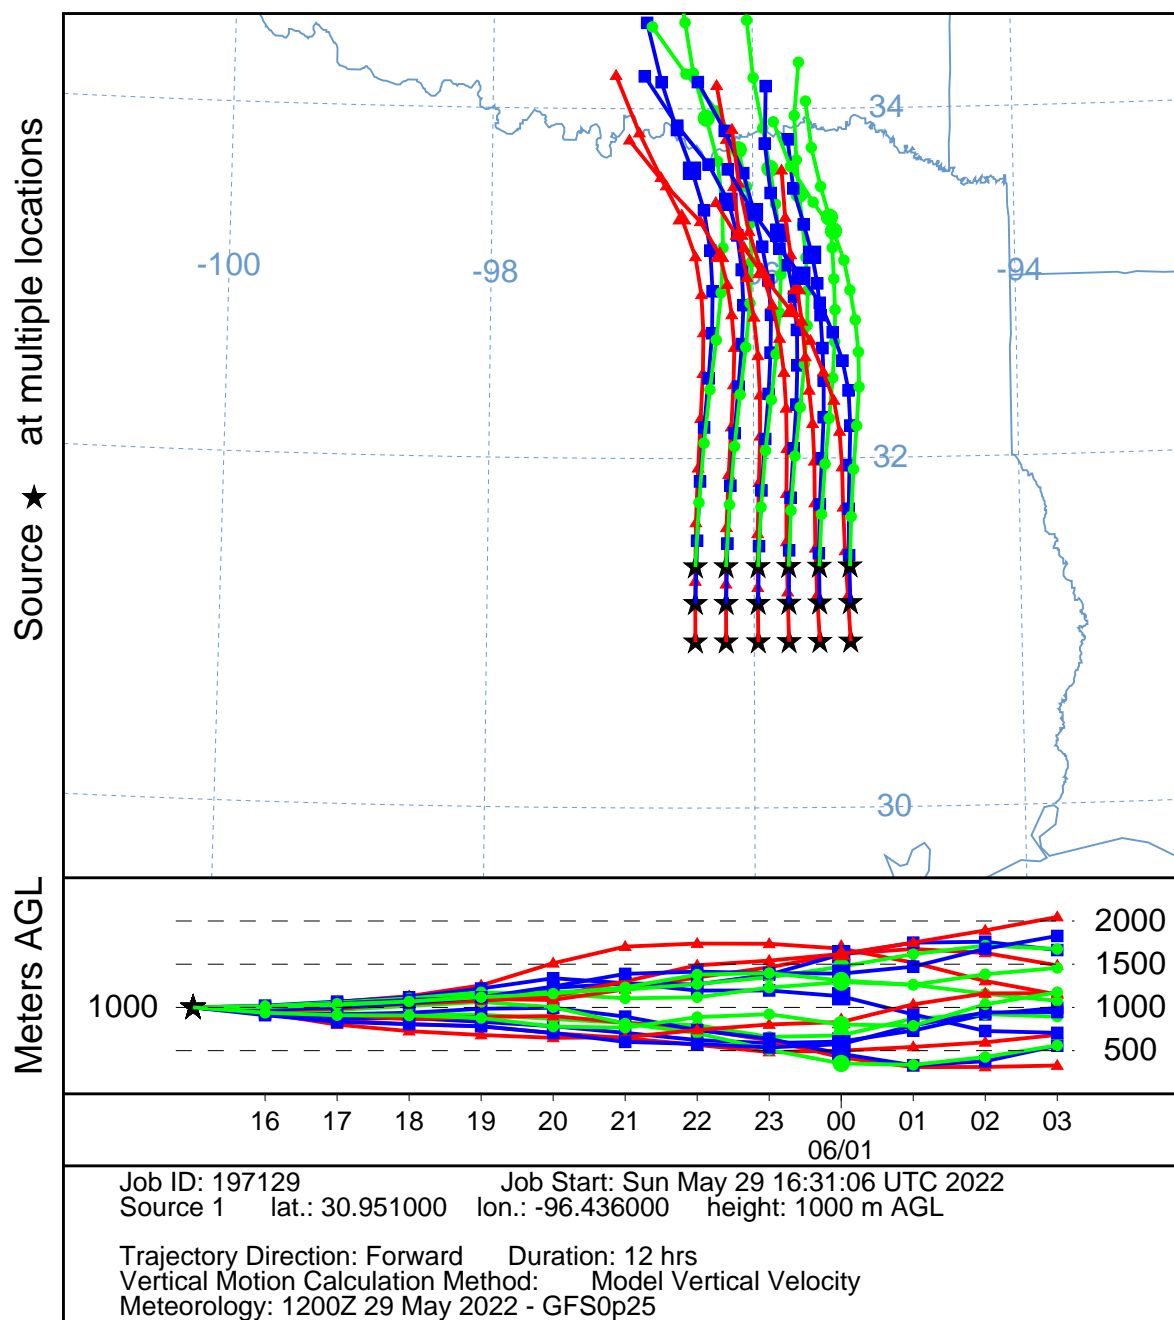 Source ★ at multiple locations
34
-100
-98
-94
32
30
Meters AGL
2000
1500
1000
1000
500
16 17 18 19 20 21 22 23 00 01 02 03
06/01
Job ID: 197129 Job Start: Sun May 29 16:31:06 UTC 2022
Source 1 lat.: 30.951000 lon.: -96.436000 height: 1000 m AGL
Trajectory Direction: Forward Duration: 12 hrs
Vertical Motion Calculation Method: Model Vertical Velocity
Meteorology: 1200Z 29 May 2022 - GFS0p25